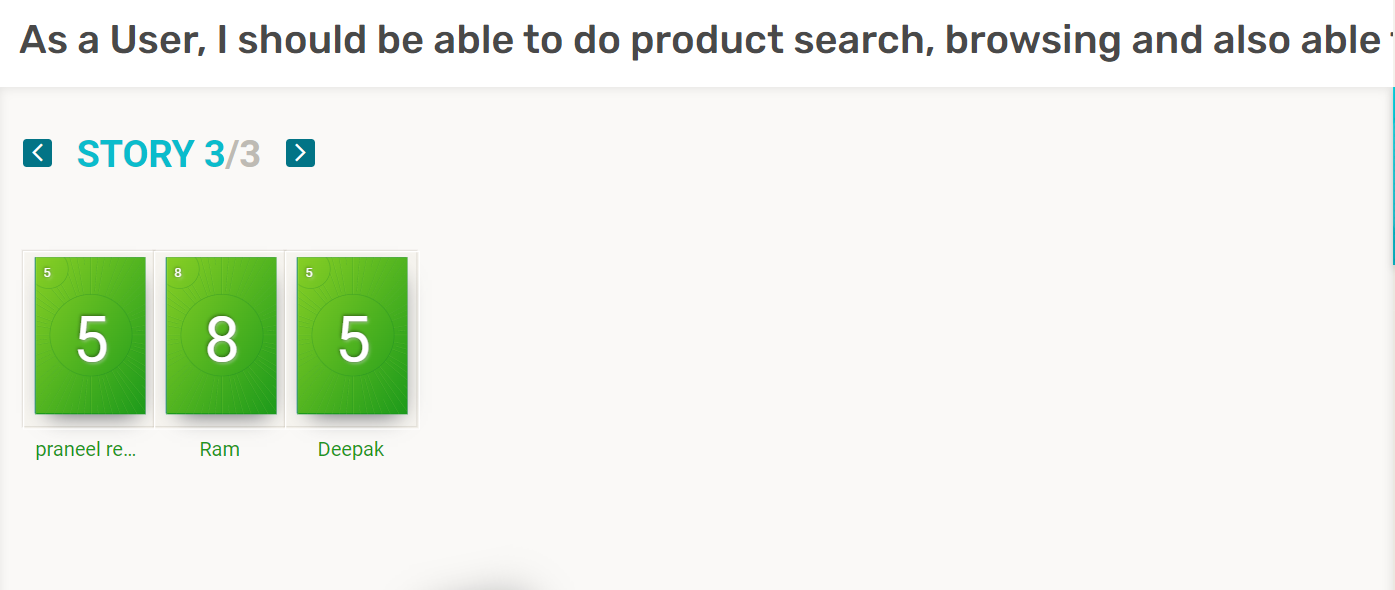 As a User, I should be able to do product search, browsing and also able
STORY 3/3
5 8 5
5 8 5
praneel re... Ram Deepak